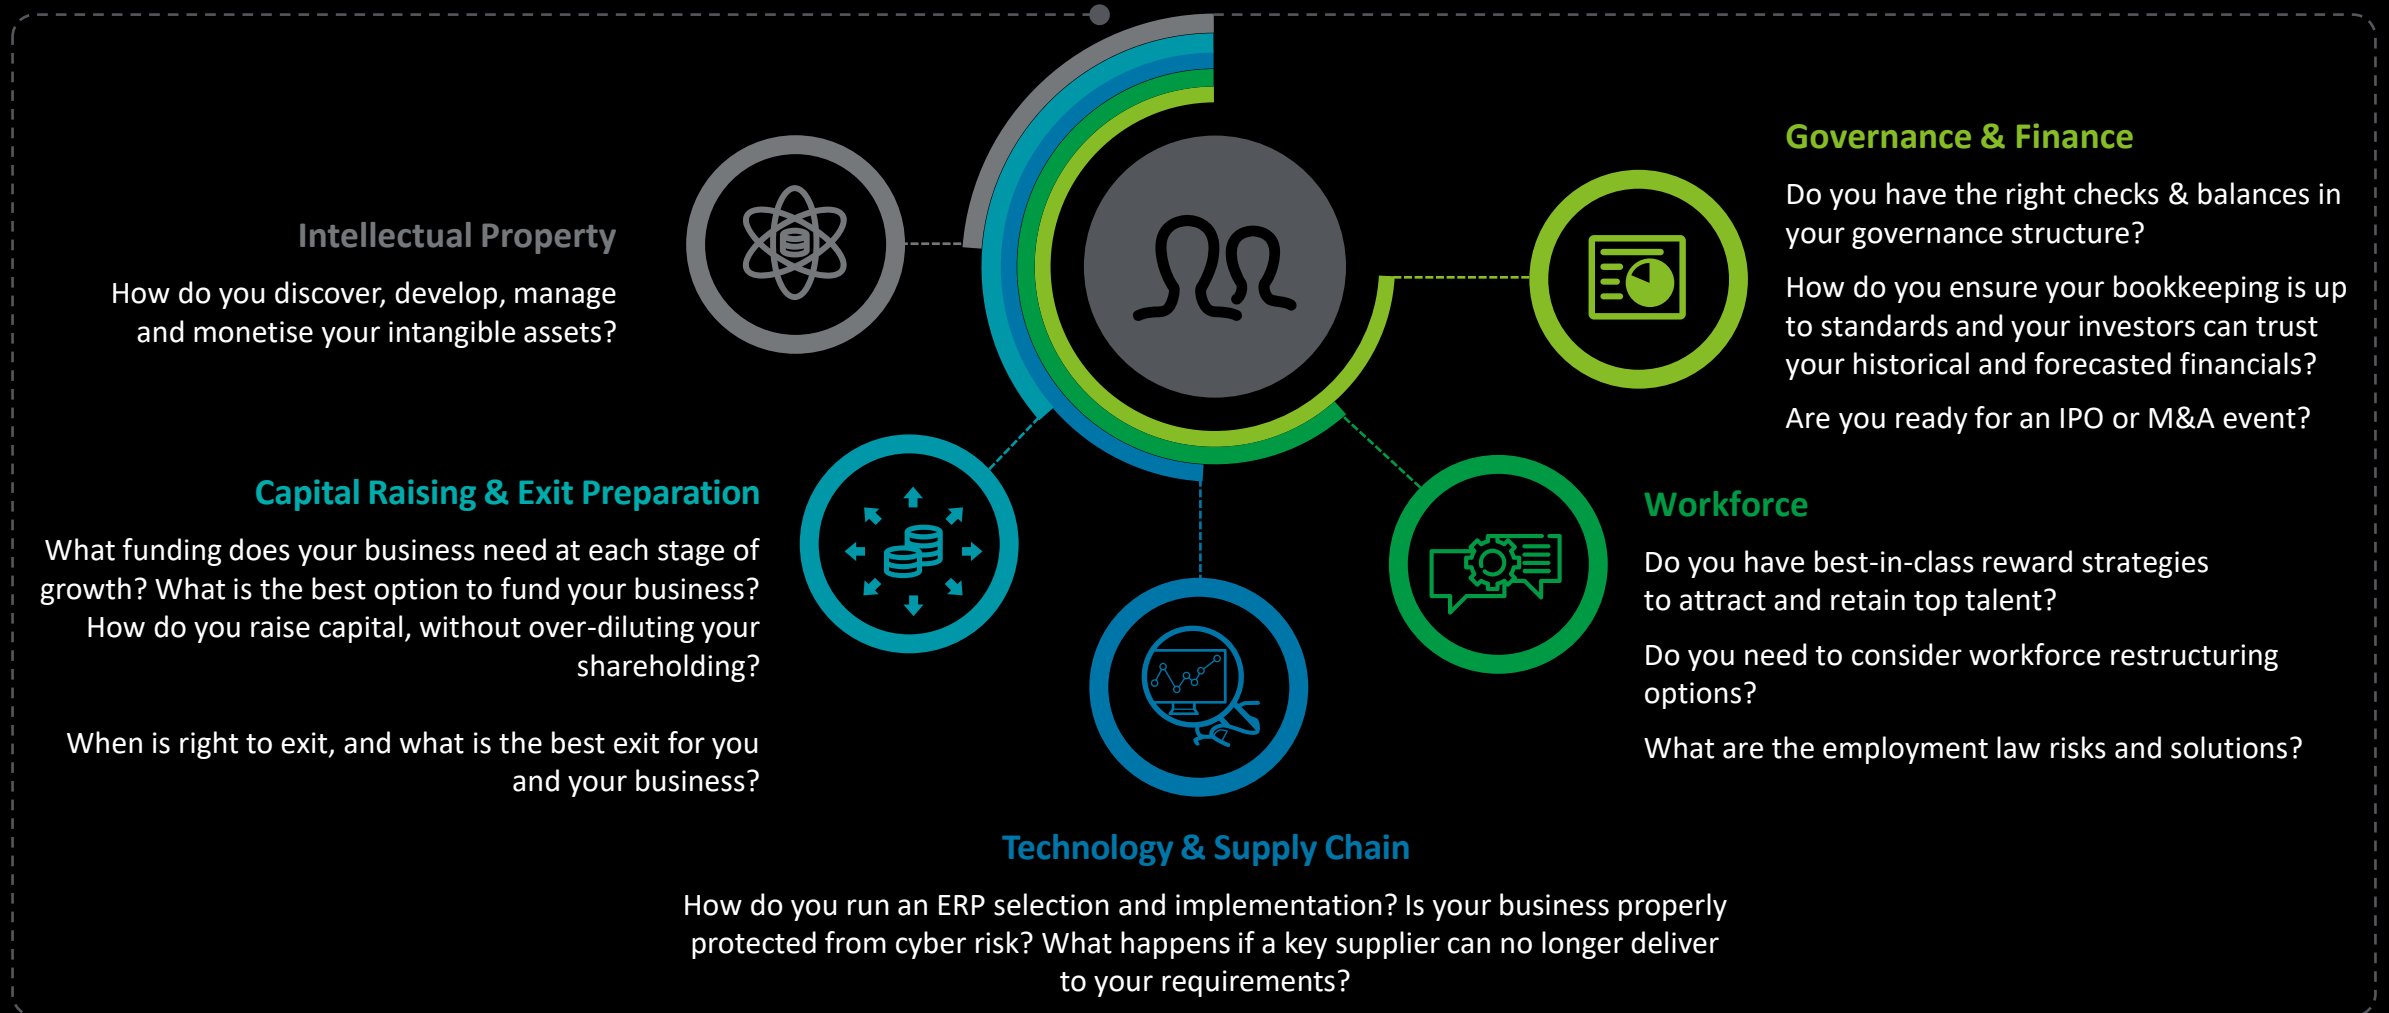 Intellectual Property
How do you discover, develop, manage
and monetise your intangible assets?
Capital Raising & Exit Preparation
What funding does your business need at each stage of
growth? What is the best option to fund your business?
How do you raise capital, without over-diluting your
shareholding?
When is right to exit, and what is the best exit for you
and your business?
Technology & Supply Chain
How do you run an ERP selection and implementation? Is your business properly
protected from cyber risk? What happens if a key supplier can no longer deliver
to your requirements?
Governance & Finance
Do you have the right checks & balances in
your governance structure?
How do you ensure your bookkeeping is up
to standards and your investors can trust
your historical and forecasted financials?
Are you ready for an IPO or M&A event?
Workforce
Do you have best-in-class reward strategies
to attract and retain top talent?
Do you need to consider workforce restructuring
options?
What are the employment law risks and solutions?